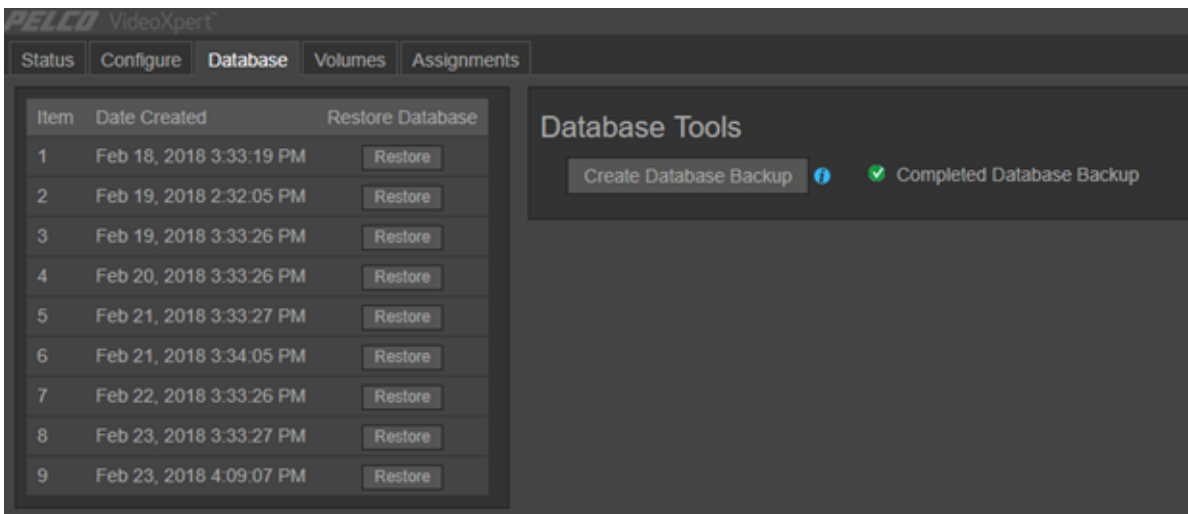 PELCO VideoXpert™
Status Configure Database Volumes Assignments
Item Date Created Restore Database
1 Feb 18, 2018 3:33:19 PM Restore
2 Feb 19, 2018 2:32:05 PM Restore
3 Feb 19, 2018 3:33:26 PM Restore
4 Feb 20, 2018 3:33:26 PM Restore
5 Feb 21, 2018 3:33:27 PM Restore
6 Feb 21, 2018 3:34:05 PM Restore
7 Feb 22, 2018 3:33:26 PM Restore
8 Feb 23, 2018 3:33:27 PM Restore
9 Feb 23, 2018 4:09:07 PM Restore
Database Tools
Create Database Backup i Completed Database Backup